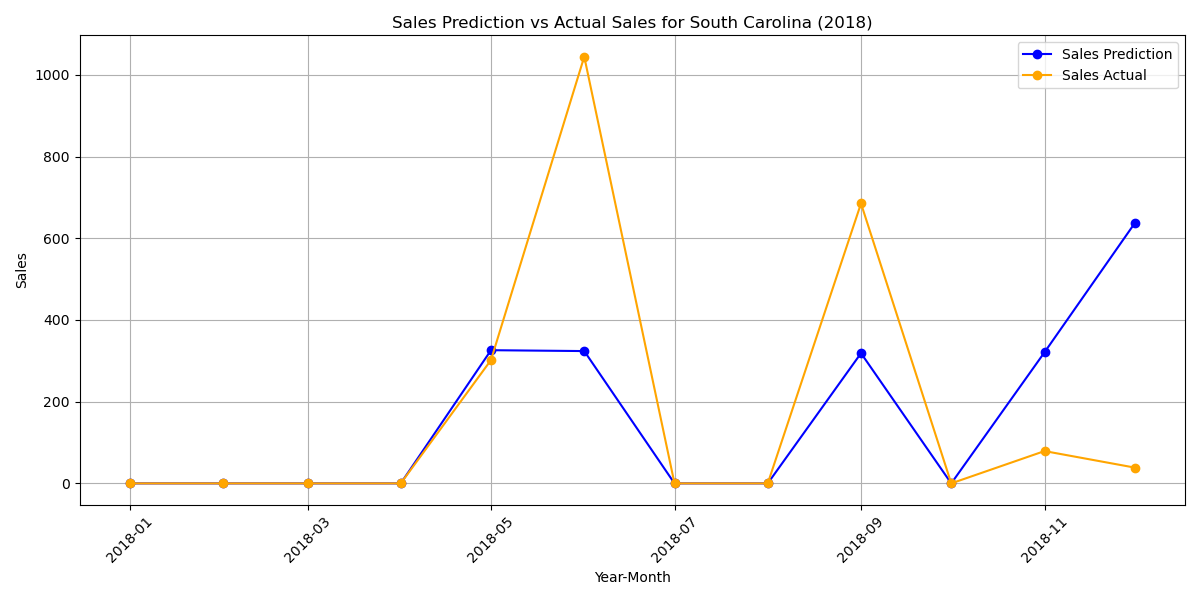 Sales Prediction vs Actual Sales for South Carolina (2018)
Sales Prediction
Sales Actual
1000
800
600
400
200
0
Sales
2018-01
2018-03
2018-05
2018-07
2018-09
2018-11
Year-Month